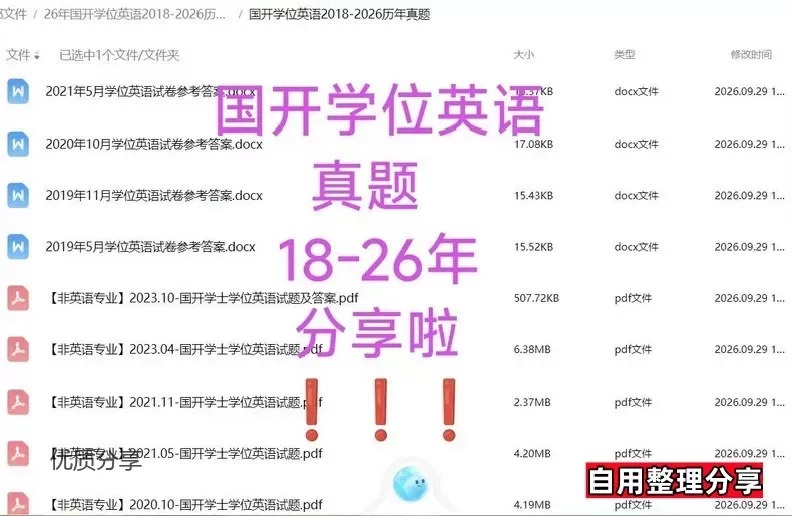 部文件 / 26年国开学位英语2018-2026历... / 国开学位英语2018-2026历年真题
文件 已选中1个文件/文件夹 大小 类型 修改时间
2021年5月学位英语试卷参考答案.docx 15.37KB docx文件 2026.09.29 1...
国开学位英语
2020年10月学位英语试卷参考答案.docx 17.08KB docx文件 2026.09.29 1...
真题
2019年11月学位英语试卷参考答案.docx 15.43KB docx文件 2026.09.29 1...
2019年5月学位英语试卷参考答案.docx 15.52KB docx文件 2026.09.29 1...
18-26年
【非英语专业】2023.10-国开学士学位英语试题及答案.pdf 507.72KB pdf文件 2026.09.29 1...
分享啦
【非英语专业】2023.04-国开学士学位英语试题.pdf 6.38MB pdf文件 2026.09.29 1...
❗❗❗
【非英语专业】2021.11-国开学士学位英语试题.pdf 2.37MB pdf文件 2026.09.29 1...
【非英语专业】2021.05-国开学士学位英语试题.pdf 4.20MB pdf文件 2026.09.29 1...
优质分享
自用整理分享
【非英语专业】2020.10-国开学士学位英语试题.pdf 4.19MB pdf文件 2026.09.29 1...